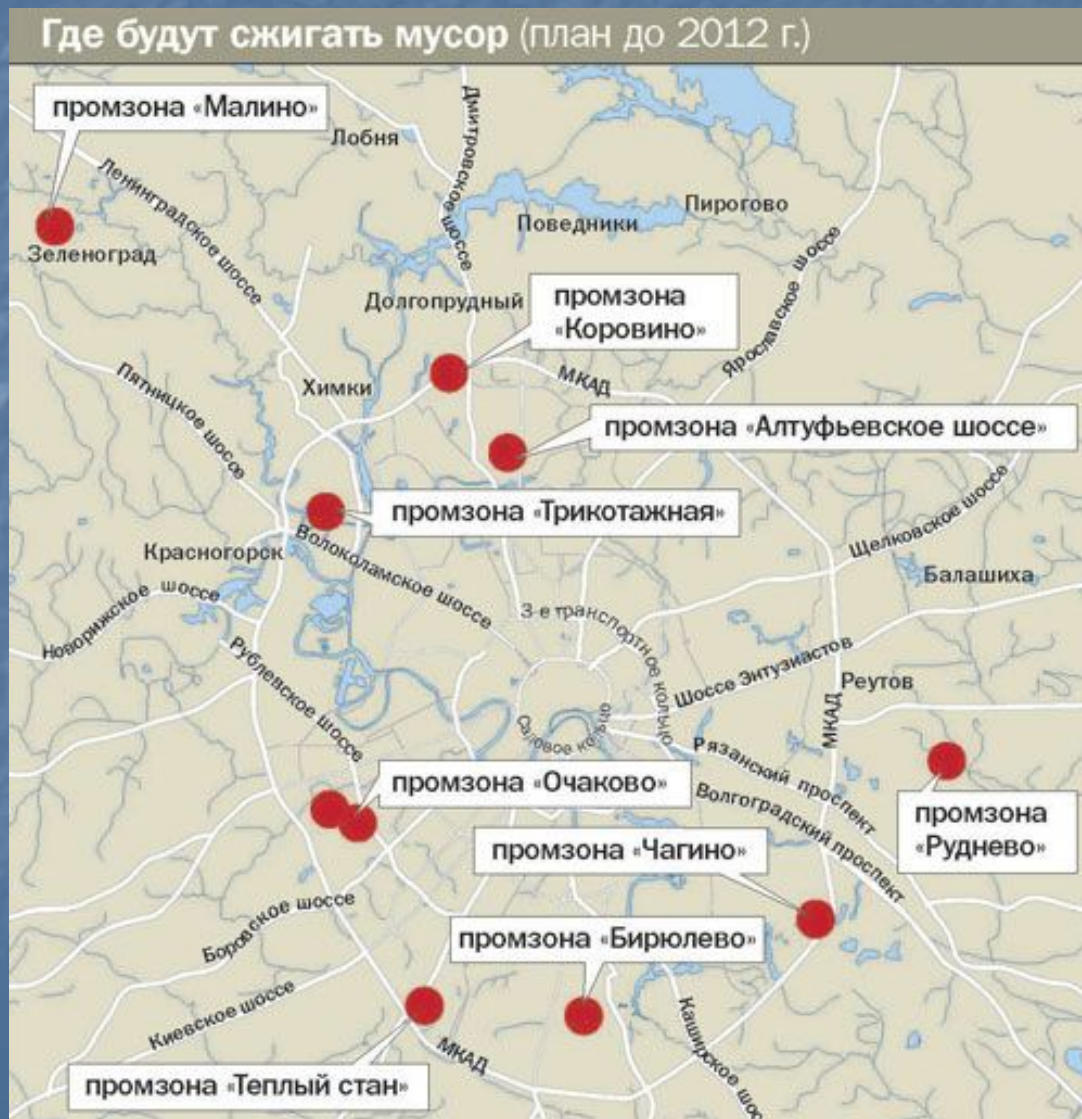 Где будут сжигать мусор (план до 2012 г.)
промзона «Малино»
Лобня
Дмитровское шоссе
Ленинградское шоссе
Зеленоград
Поведники
Пирогово
Ярославское шоссе
Долгопрудный
промзона
«Коровино»
Химки
МКАД
Пятницкое шоссе
промзона «Алтуфьевское шоссе»
промзона «Трикотажная»
Красногорск
Волоколамское шоссе
Щелковское шоссе
Балашиха
Новорижское шоссе
3-е транспортное кольцо
Рублевское шоссе
Шоссе Энтузиастов
Реутов
МКАД
Садовое кольцо
Рязанский проспект
Волгоградский проспект
промзона «Очаково»
промзона
«Руднево»
промзона «Чагино»
Боровское шоссе
промзона «Бирюлево»
Киевское шоссе
Каширское шоссе
МКАД
промзона «Теплый стан»